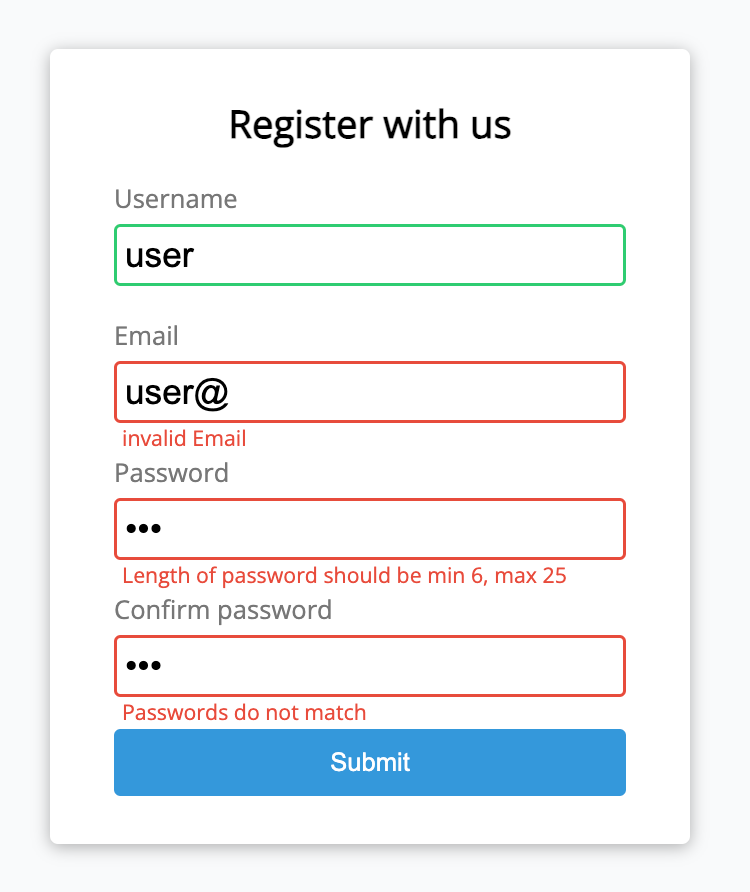 Register with us
Username
user
Email
user@
invalid Email
Password
•••
Length of password should be min 6, max 25
Confirm password
•••
Passwords do not match
Submit